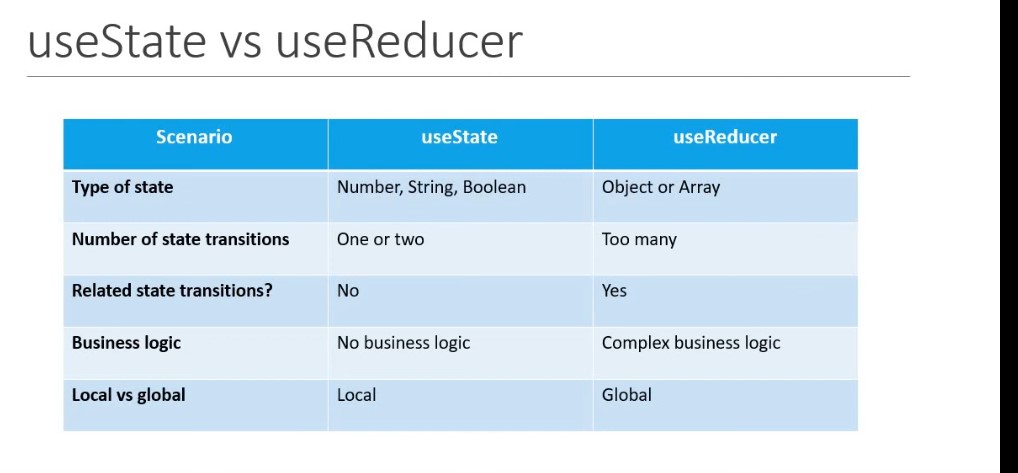 useState vs useReducer
Scenario useState useReducer
Type of state Number, String, Boolean Object or Array
Number of state transitions One or two Too many
Related state transitions? No Yes
Business logic No business logic Complex business logic
Local vs global Local Global